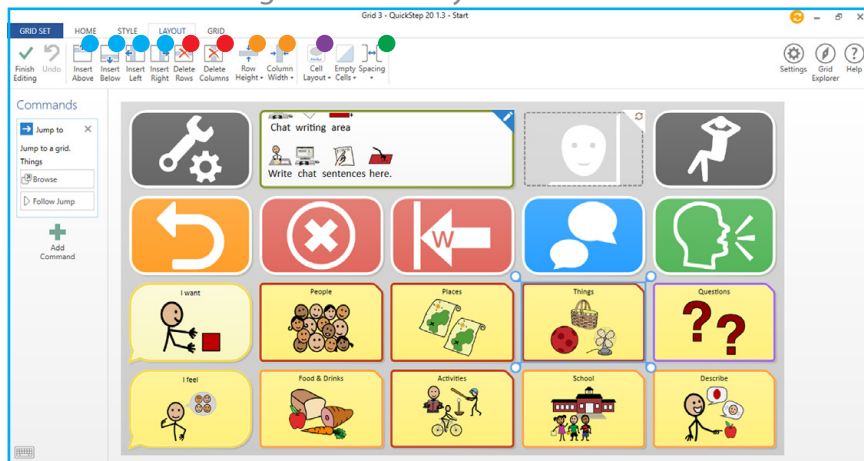 Grid 3 - QuickStep 20 1.3 - Start
GRID SET HOME STYLE LAYOUT GRID
Finish Editing
Undo
Insert Above
Insert Below
Insert Left
Insert Right
Delete Rows
Delete Columns
Row Height
Column Width
Cell Layout
Empty Cells
Spacing
Settings
Grid Explorer
Help
Commands
Jump to
Jump to a grid.
Things
Browse
Follow Jump
Add Command
Chat writing area
Write chat sentences here.
W
I want
People
Places
Things
Questions
??
I feel
Food & Drinks
Activities
School
Describe